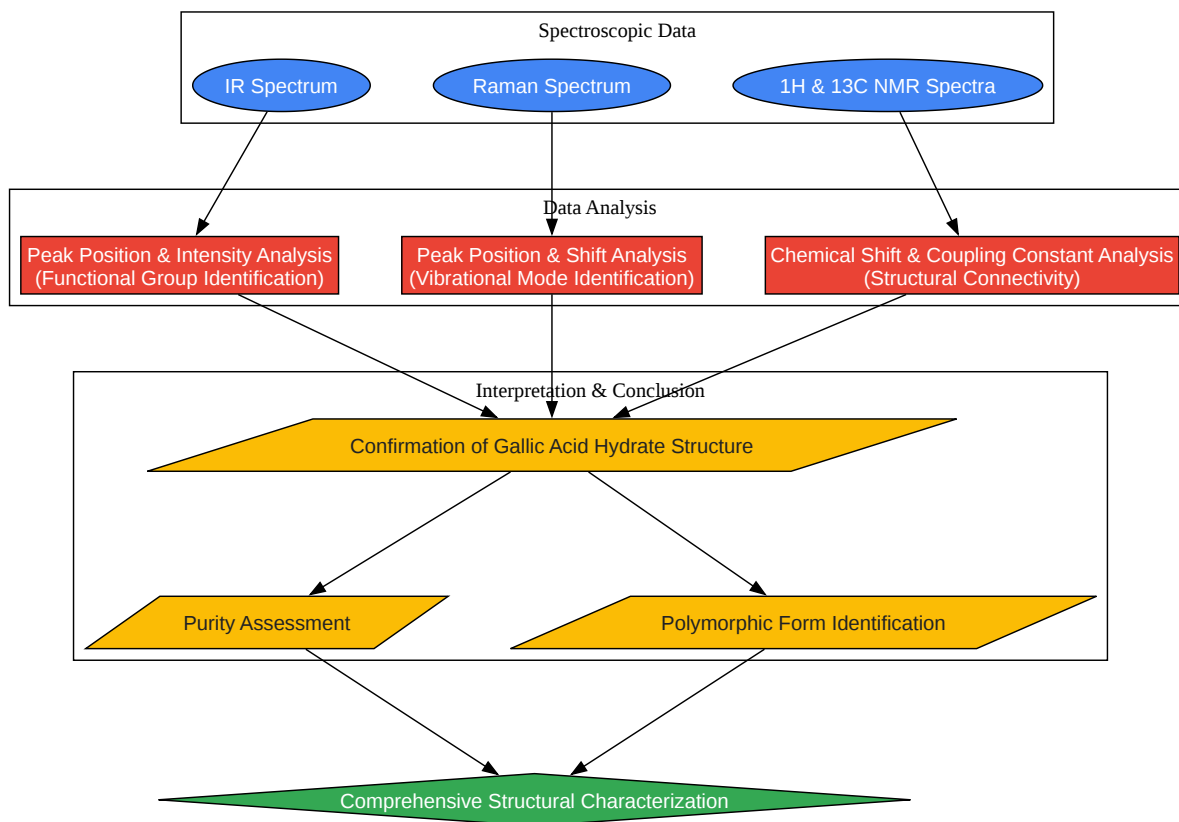 Spectroscopic Data
IR Spectrum
Raman Spectrum
1H & 13C NMR Spectra
Data Analysis
Peak Position & Intensity Analysis
(Functional Group Identification)
Peak Position & Shift Analysis
(Vibrational Mode Identification)
Chemical Shift & Coupling Constant Analysis
(Structural Connectivity)
Interpretation & Conclusion
Confirmation of Gallic Acid Hydrate Structure
Purity Assessment
Polymorphic Form Identification
Comprehensive Structural Characterization